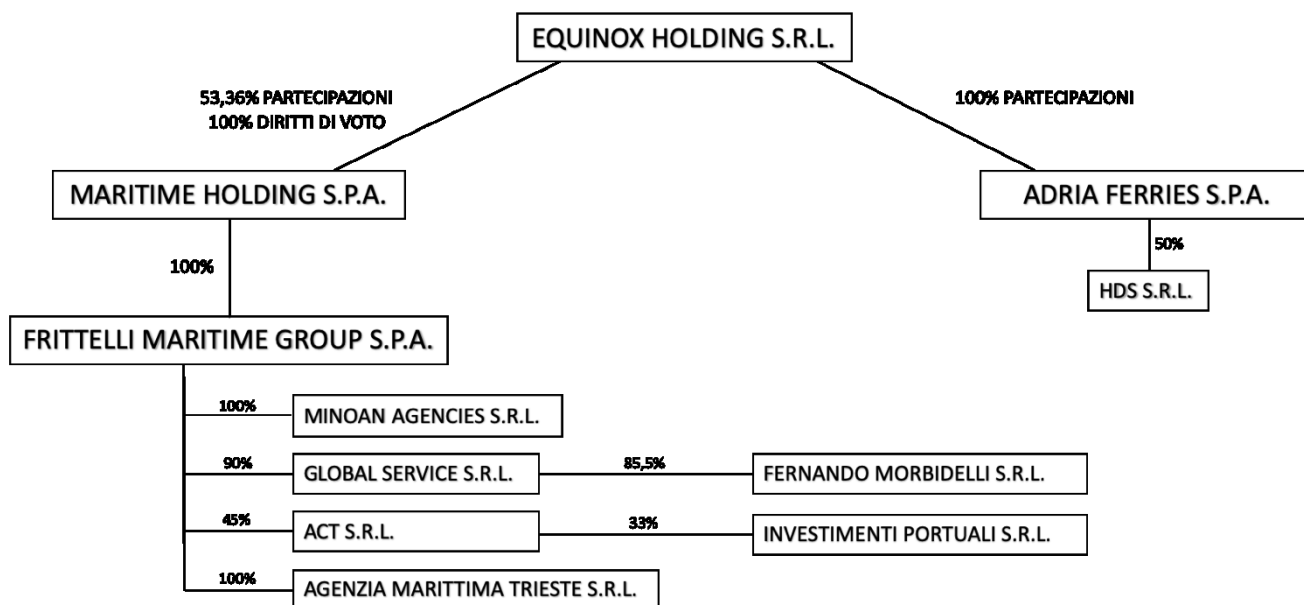 EQUINOX HOLDING S.R.L.
53,36% PARTECIPAZIONI
100% DIRITTI DI VOTO
100% PARTECIPAZIONI
MARITIME HOLDING S.P.A.
ADRIA FERRIES S.P.A.
100%
50%
HDS S.R.L.
FRITTELLI MARITIME GROUP S.P.A.
100%
MINOAN AGENCIES S.R.L.
90%
GLOBAL SERVICE S.R.L.
85,5%
FERNANDO MORBIDELLI S.R.L.
45%
ACT S.R.L.
33%
INVESTIMENTI PORTUALI S.R.L.
100%
AGENZIA MARITTIMA TRIESTE S.R.L.